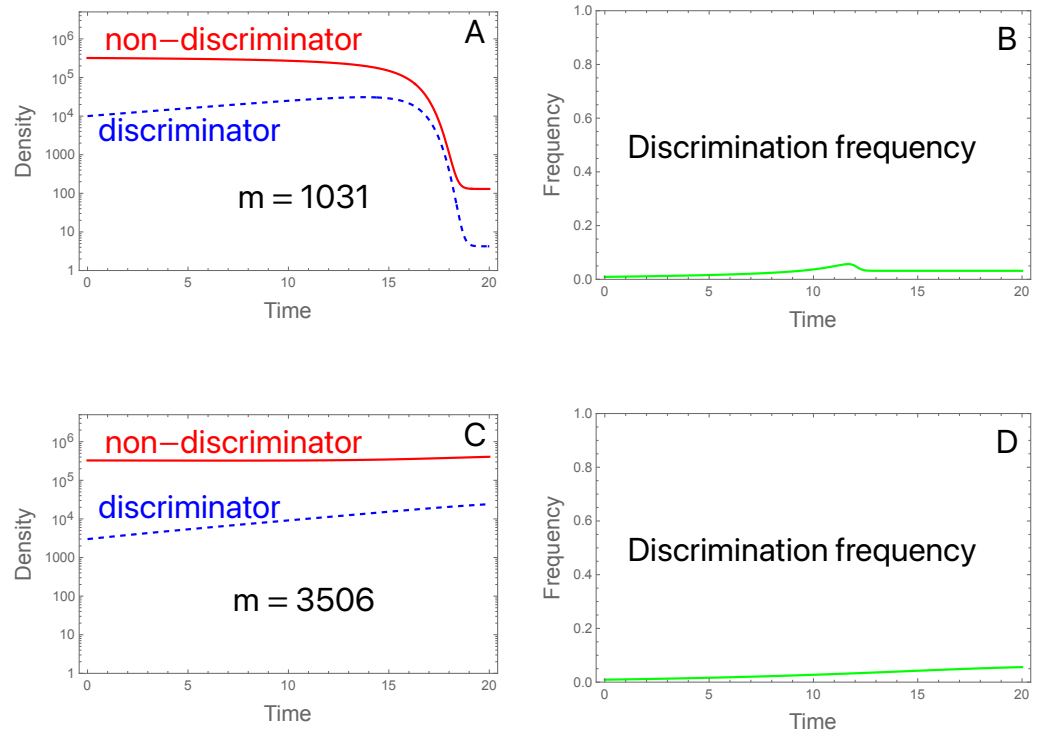 A
non−discriminator
discriminator
m = 1031
Density
10^6
10^5
10^4
1000
100
10
1
0 5 10 15 20
Time
B
Discrimination frequency
Frequency
1.0
0.8
0.6
0.4
0.2
0.0
0 5 10 15 20
Time
C
non−discriminator
discriminator
m = 3506
Density
10^6
10^5
10^4
1000
100
10
1
0 5 10 15 20
Time
D
Discrimination frequency
Frequency
1.0
0.8
0.6
0.4
0.2
0.0
0 5 10 15 20
Time